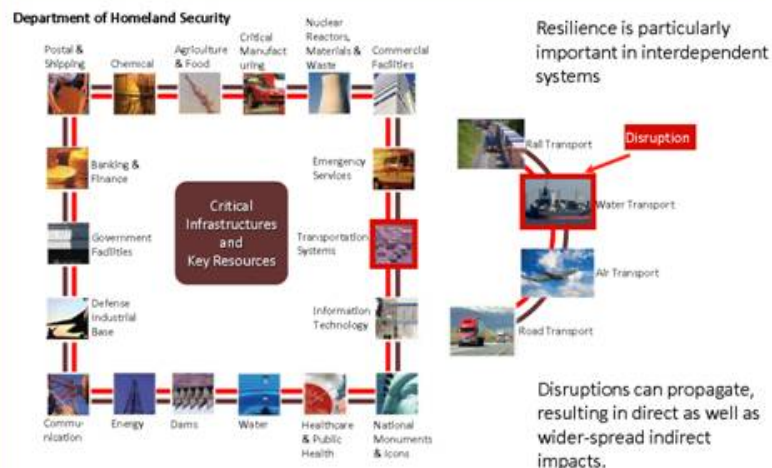 Department of Homeland Security
Postal &
Shipping
Chemical
Agriculture
& Food
Critical
Manufact
uring
Nuclear
Reactors,
Materials &
Waste
Commercial
Facilities
Banking &
Finance
Emergency
Services
Critical
Infrastructures
and
Key Resources
Government
Facilities
Transportation
Systems
Defense
Industrial
Base
Information
Technology
Commu-
nication
Energy
Dams
Water
Healthcare
& Public
Health
National
Monuments
& Icons
Resilience is particularly
important in interdependent
systems
Rail Transport
Disruption
Water Transport
Air Transport
Road Transport
Disruptions can propagate,
resulting in direct as well as
wider-spread indirect
impacts.